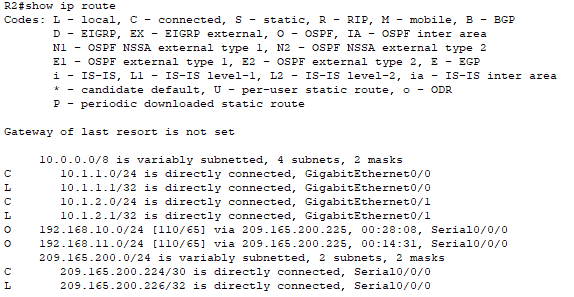 R2#show ip route
Codes: L - local, C - connected, S - static, R - RIP, M - mobile, B - BGP
       D - EIGRP, EX - EIGRP external, O - OSPF, IA - OSPF inter area
       N1 - OSPF NSSA external type 1, N2 - OSPF NSSA external type 2
       E1 - OSPF external type 1, E2 - OSPF external type 2, E - EGP
       i - IS-IS, L1 - IS-IS level-1, L2 - IS-IS level-2, ia - IS-IS inter area
       * - candidate default, U - per-user static route, o - ODR
       P - periodic downloaded static route

Gateway of last resort is not set

     10.0.0.0/8 is variably subnetted, 4 subnets, 2 masks
C       10.1.1.0/24 is directly connected, GigabitEthernet0/0
L       10.1.1.1/32 is directly connected, GigabitEthernet0/0
C       10.1.2.0/24 is directly connected, GigabitEthernet0/1
L       10.1.2.1/32 is directly connected, GigabitEthernet0/1
O    192.168.10.0/24 [110/65] via 209.165.200.225, 00:28:08, Serial0/0/0
O    192.168.11.0/24 [110/65] via 209.165.200.225, 00:14:31, Serial0/0/0
     209.165.200.0/24 is variably subnetted, 2 subnets, 2 masks
C       209.165.200.224/30 is directly connected, Serial0/0/0
L       209.165.200.226/32 is directly connected, Serial0/0/0